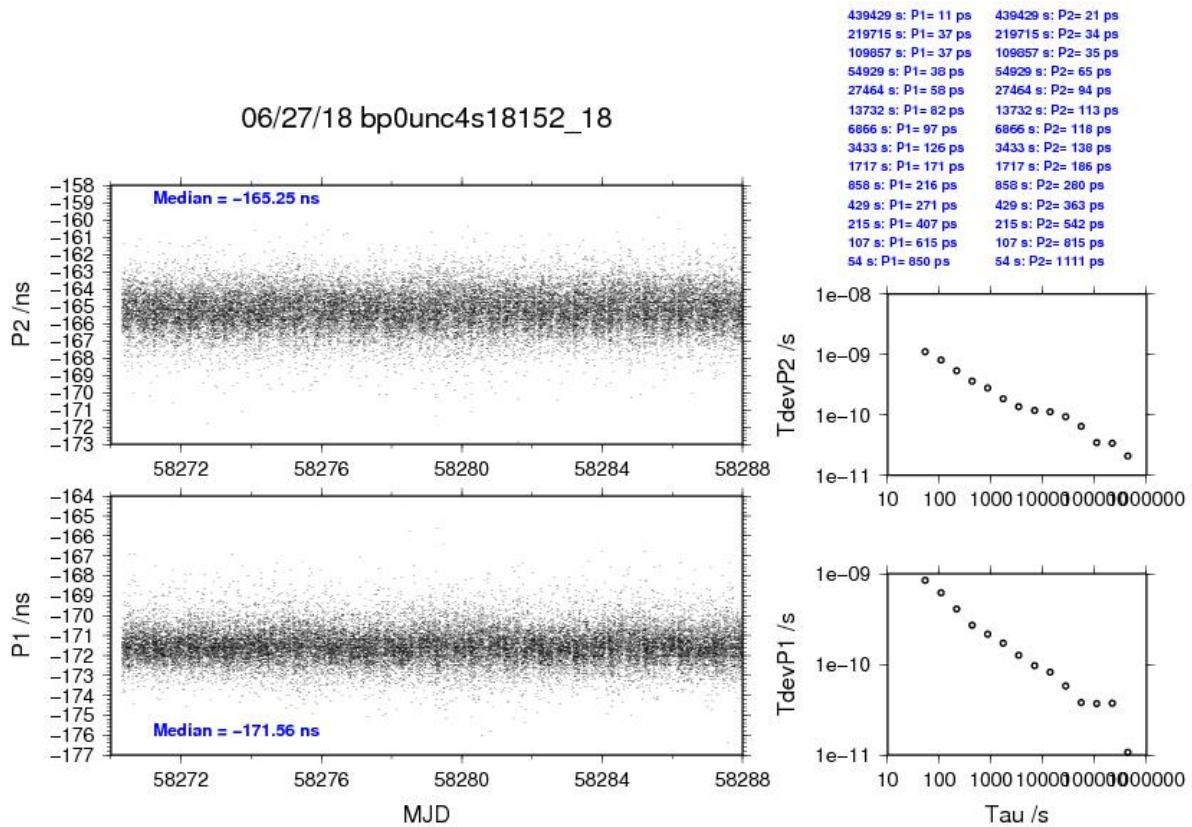 439429 s: P1= 11 ps 439429 s: P2= 21 ps
219715 s: P1= 37 ps 219715 s: P2= 34 ps
109857 s: P1= 37 ps 109857 s: P2= 35 ps
54929 s: P1= 38 ps 54929 s: P2= 65 ps
27464 s: P1= 58 ps 27464 s: P2= 94 ps
13732 s: P1= 82 ps 13732 s: P2= 113 ps
6866 s: P1= 97 ps 6866 s: P2= 118 ps
3433 s: P1= 126 ps 3433 s: P2= 138 ps
1717 s: P1= 171 ps 1717 s: P2= 186 ps
858 s: P1= 216 ps 858 s: P2= 280 ps
429 s: P1= 271 ps 429 s: P2= 363 ps
215 s: P1= 407 ps 215 s: P2= 542 ps
107 s: P1= 615 ps 107 s: P2= 815 ps
54 s: P1= 850 ps 54 s: P2= 1111 ps
06/27/18 bp0unc4s18152_18
P2 /ns
−158
−159
−160
−161
−162
−163
−164
−165
−166
−167
−168
−169
−170
−171
−172
−173
Median = −165.25 ns
58272 58276 58280 58284 58288
TdevP2 /s
1e−08
1e−09
1e−10
1e−11
10 100 1000 10000 100000 1000000
P1 /ns
−164
−165
−166
−167
−168
−169
−170
−171
−172
−173
−174
−175
−176
−177
Median = −171.56 ns
58272 58276 58280 58284 58288
MJD
TdevP1 /s
1e−09
1e−10
1e−11
10 100 1000 10000 100000 1000000
Tau /s